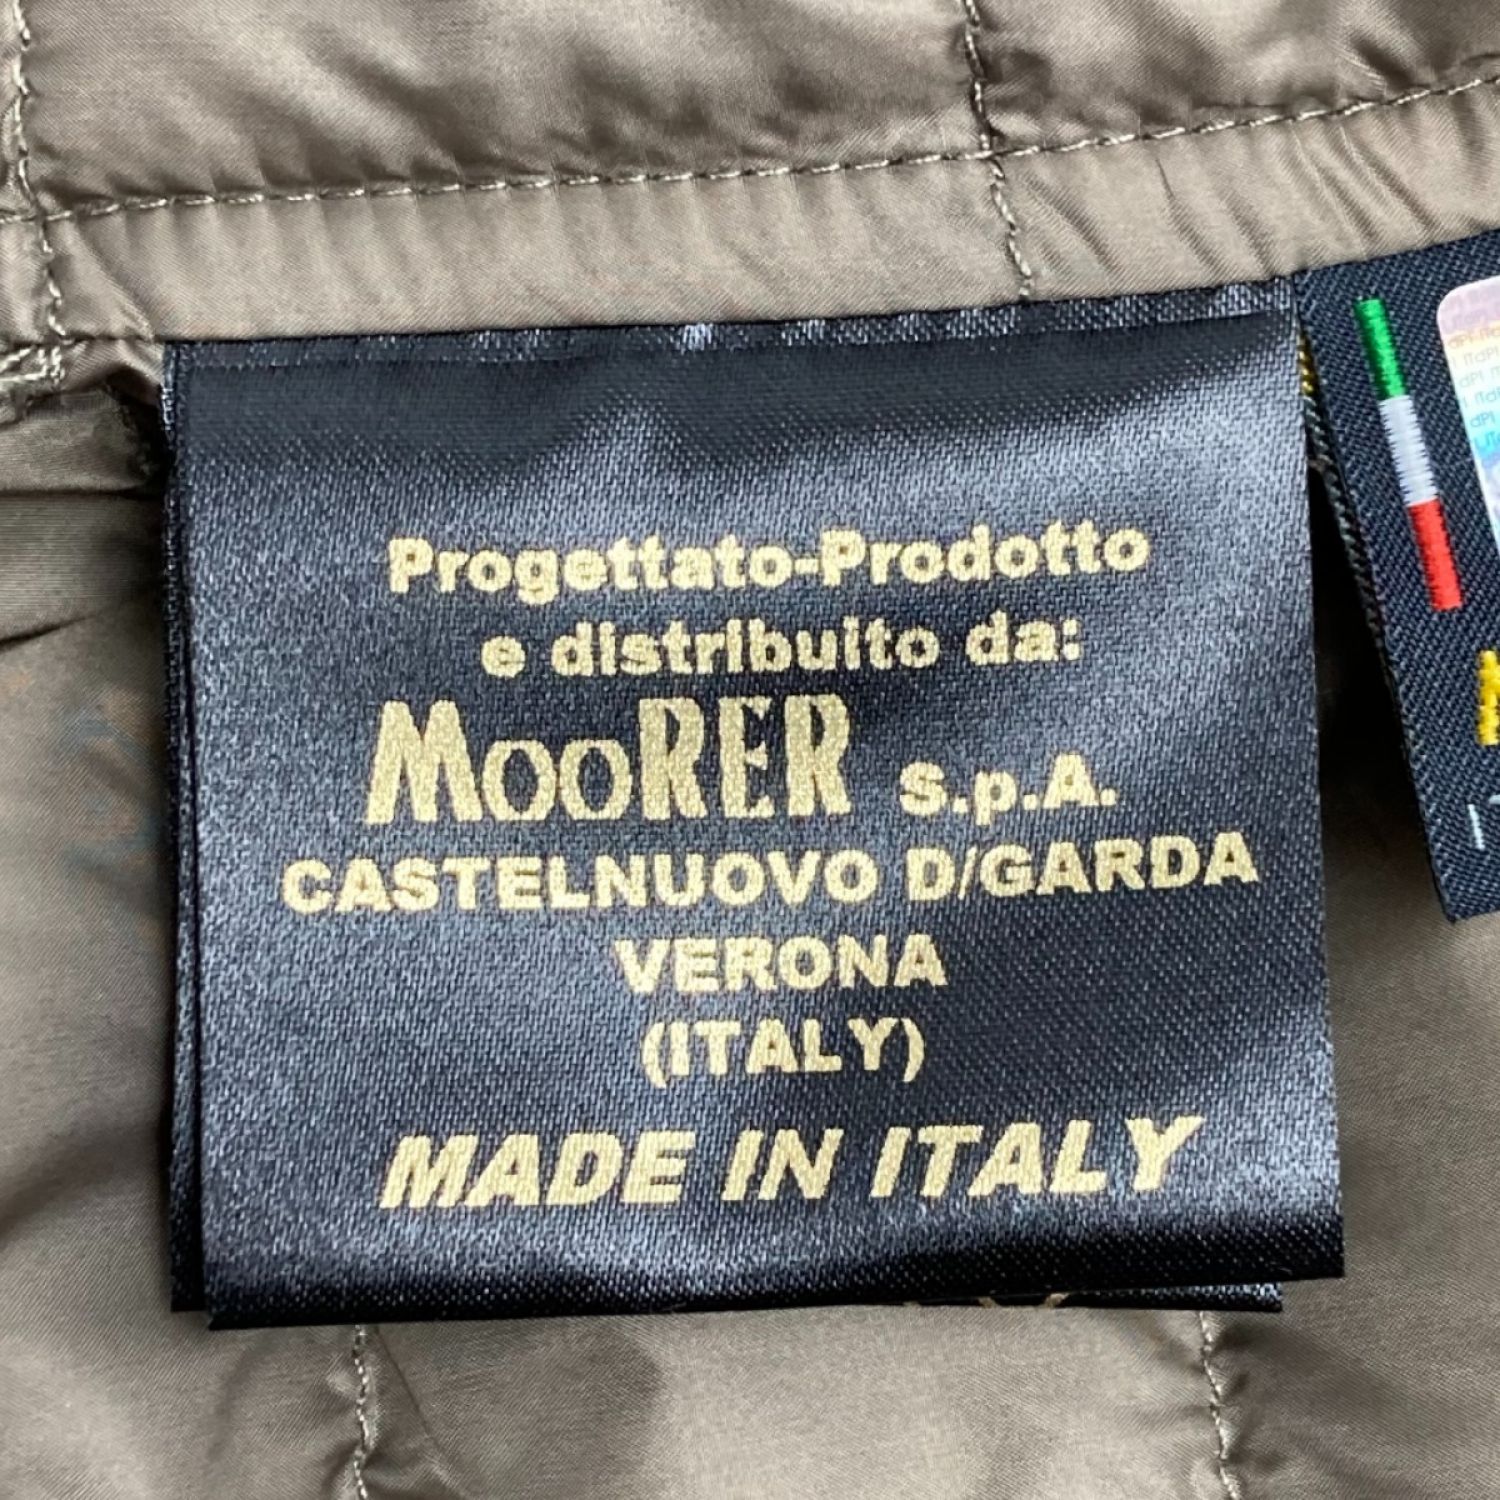 Progettato-Prodotto
e distribuito da:
MOORER s.p.A.
CASTELNUOVO D/GARDA
VERONA
(ITALY)
MADE IN ITALY